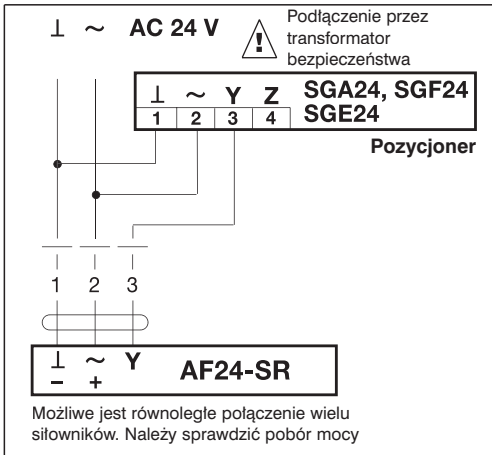 ⊥ ~ AC 24 V
Podłączenie przez
transformator
bezpieczeństwa
⊥ ~ Y Z
1 2 3 4
SGA24, SGF24
SGE24
Pozycjoner
1 2 3
⊥ ~ Y
– +
AF24-SR
Możliwe jest równoległe połączenie wielu
siłowników. Należy sprawdzić pobór mocy